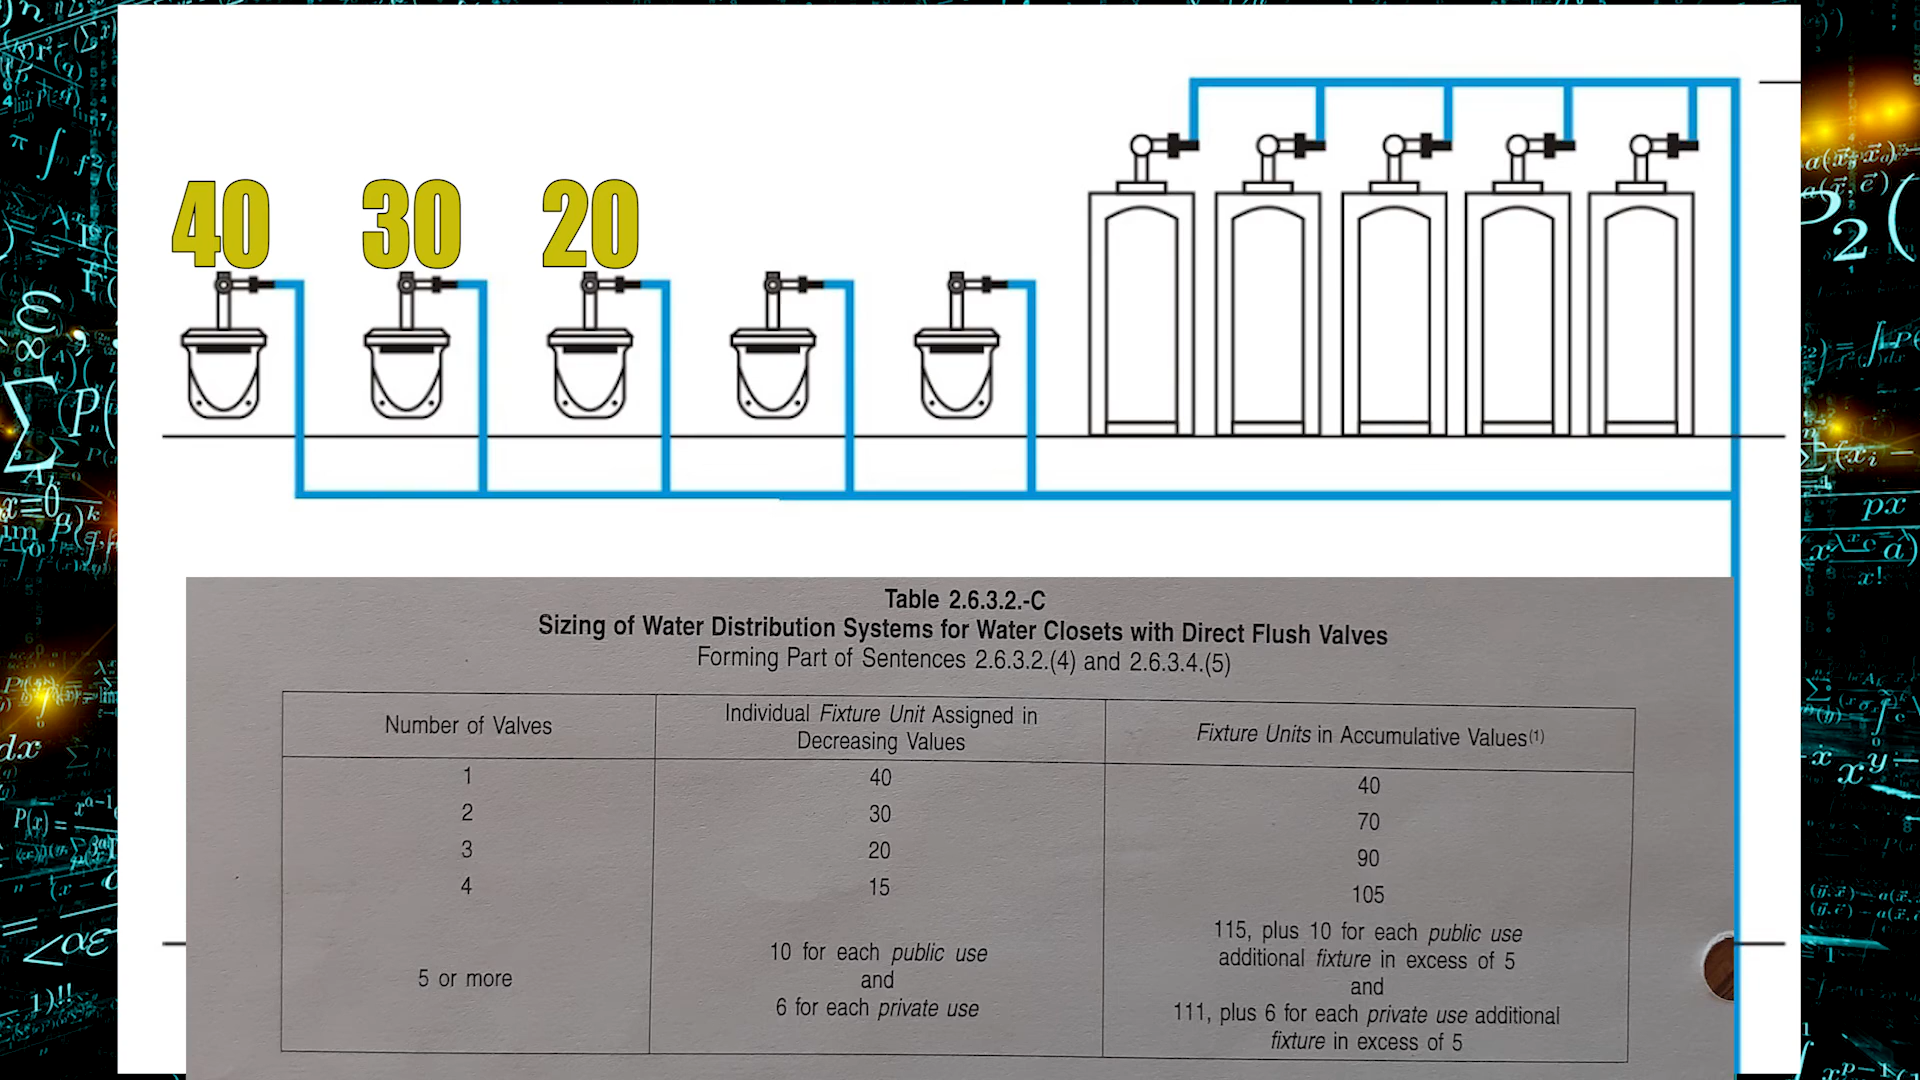 40 30 20
Table 2.6.3.2.-C
Sizing of Water Distribution Systems for Water Closets with Direct Flush Valves
Forming Part of Sentences 2.6.3.2.(4) and 2.6.3.4.(5)
Number of Valves
Individual Fixture Unit Assigned in
Decreasing Values
Fixture Units in Accumulative Values(1)
1 40 40
2 30 70
3 20 90
4 15 105
5 or more
10 for each public use
and
6 for each private use
115, plus 10 for each public use
additional fixture in excess of 5
and
111, plus 6 for each private use additional
fixture in excess of 5